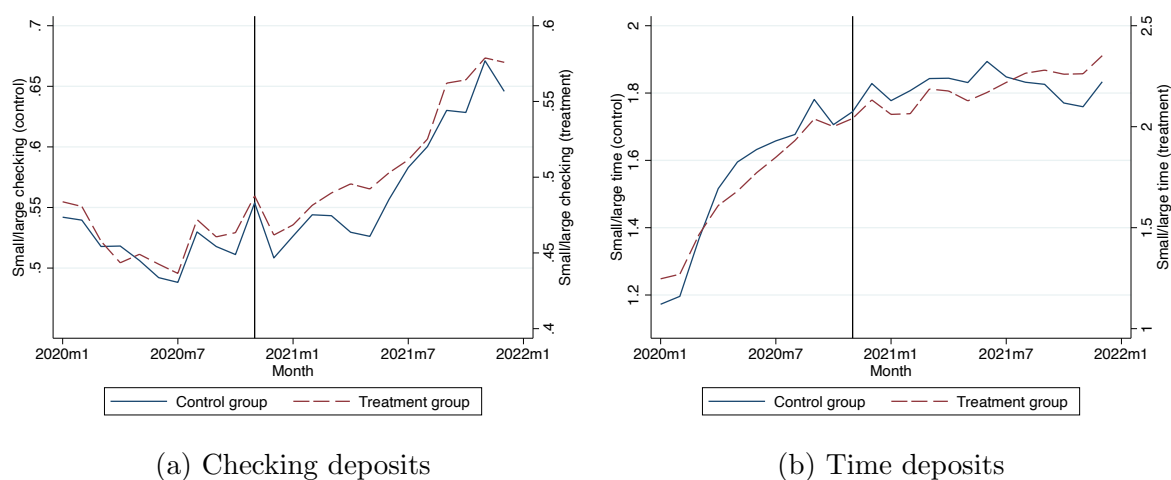 Small/large checking (control)
.7
.65
.6
.55
.5
.6
.55
.5
.45
.4
Small/large checking (treatment)
2020m1 2020m7 2021m1 2021m7 2022m1
Month
Control group Treatment group
(a) Checking deposits
Small/large time (control)
2
1.8
1.6
1.4
1.2
2.5
2
1.5
1
Small/large time (treatment)
2020m1 2020m7 2021m1 2021m7 2022m1
Month
Control group Treatment group
(b) Time deposits